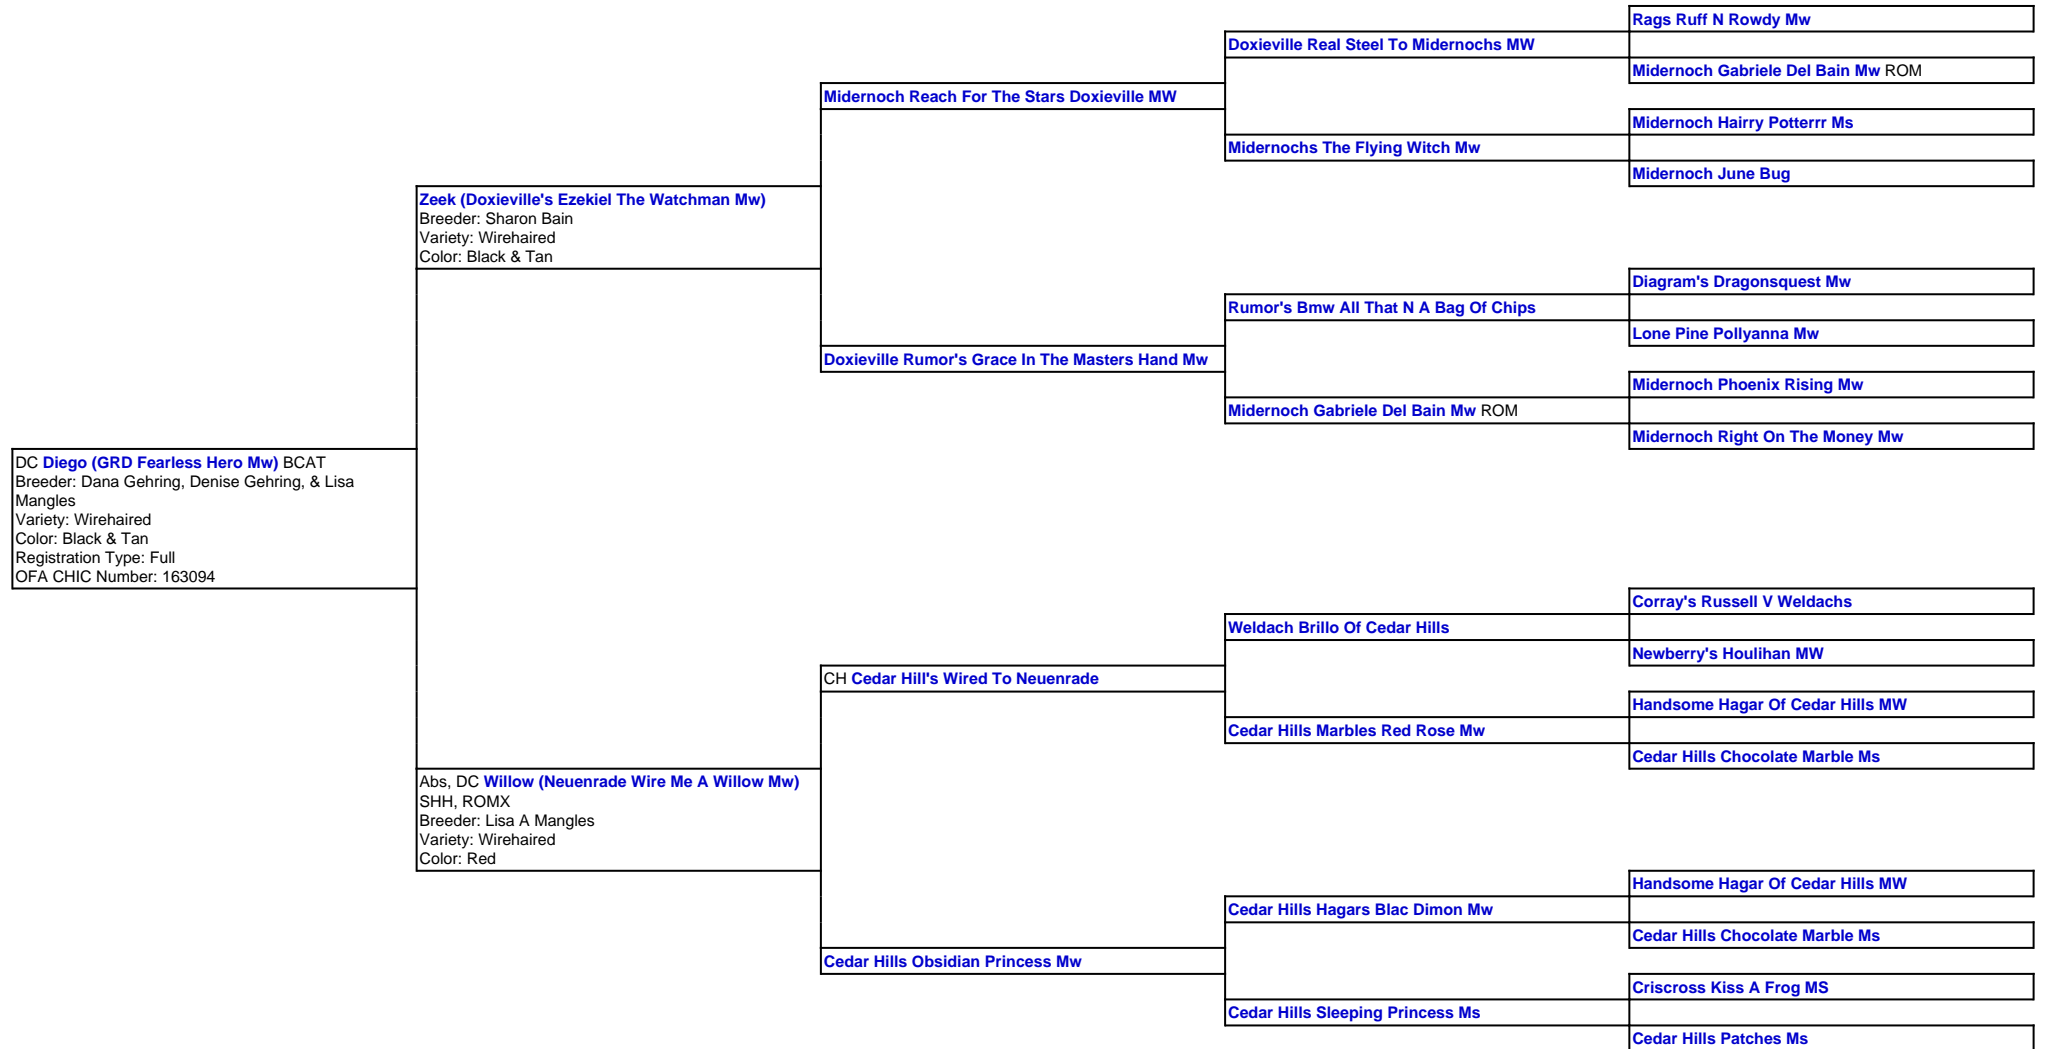 Rags Ruff N Rowdy Mw
Doxieville Real Steel To Midernochs MW
Midernoch Gabriele Del Bain Mw ROM
Midernoch Reach For The Stars Doxieville MW
Midernoch Hairry Potterrr Ms
Midernochs The Flying Witch Mw
Midernoch June Bug
Zeek (Doxieville's Ezekiel The Watchman Mw)
Breeder: Sharon Bain
Variety: Wirehaired
Color: Black & Tan
Diagram's Dragonsquest Mw
Rumor's Bmw All That N A Bag Of Chips
Lone Pine Pollyanna Mw
Doxieville Rumor's Grace In The Masters Hand Mw
Midernoch Phoenix Rising Mw
Midernoch Gabriele Del Bain Mw ROM
Midernoch Right On The Money Mw
DC Diego (GRD Fearless Hero Mw) BCAT
Breeder: Dana Gehring, Denise Gehring, & Lisa
Mangles
Variety: Wirehaired
Color: Black & Tan
Registration Type: Full
OFA CHIC Number: 163094
Corray's Russell V Weldachs
Weldach Brillo Of Cedar Hills
Newberry's Houlihan MW
CH Cedar Hill's Wired To Neuenrade
Handsome Hagar Of Cedar Hills MW
Cedar Hills Marbles Red Rose Mw
Cedar Hills Chocolate Marble Ms
Abs, DC Willow (Neuenrade Wire Me A Willow Mw)
SHH, ROMX
Breeder: Lisa A Mangles
Variety: Wirehaired
Color: Red
Handsome Hagar Of Cedar Hills MW
Cedar Hills Hagars Blac Dimon Mw
Cedar Hills Chocolate Marble Ms
Cedar Hills Obsidian Princess Mw
Criscross Kiss A Frog MS
Cedar Hills Sleeping Princess Ms
Cedar Hills Patches Ms